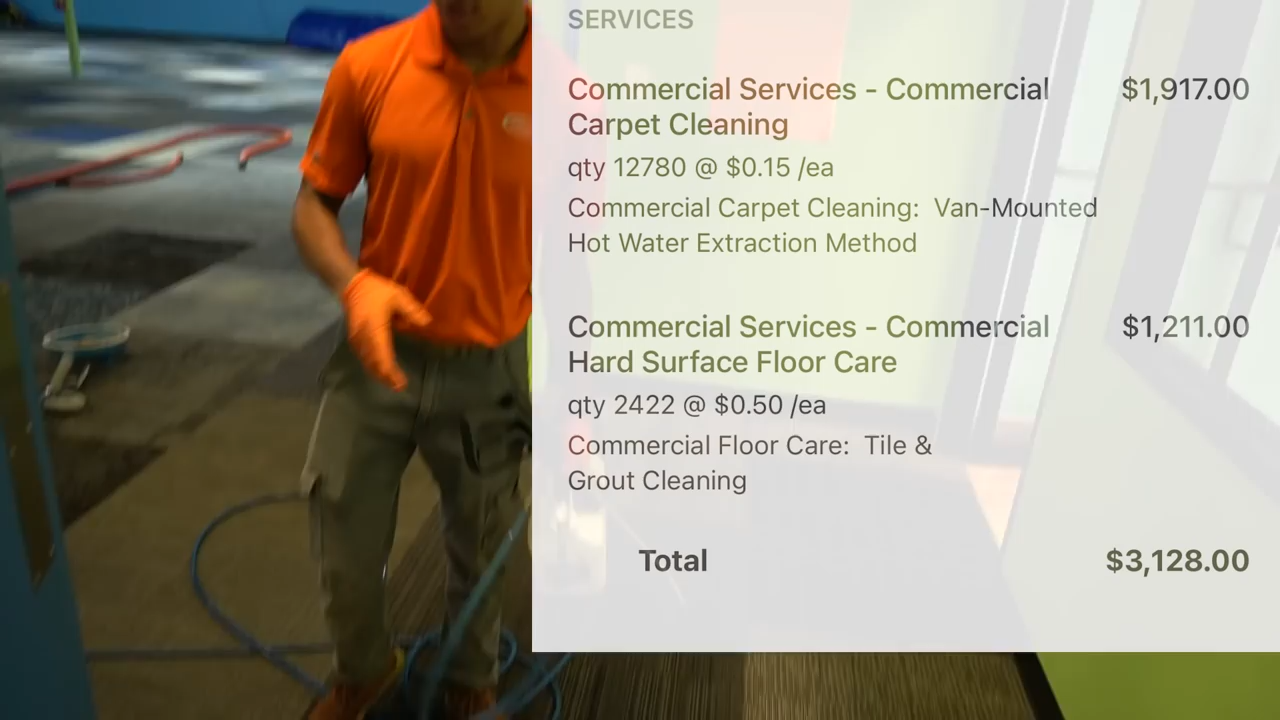 SERVICES
Commercial Services - Commercial $1,917.00
Carpet Cleaning
qty 12780 @ $0.15 /ea
Commercial Carpet Cleaning: Van-Mounted
Hot Water Extraction Method
Commercial Services - Commercial $1,211.00
Hard Surface Floor Care
qty 2422 @ $0.50 /ea
Commercial Floor Care: Tile &
Grout Cleaning
Total $3,128.00